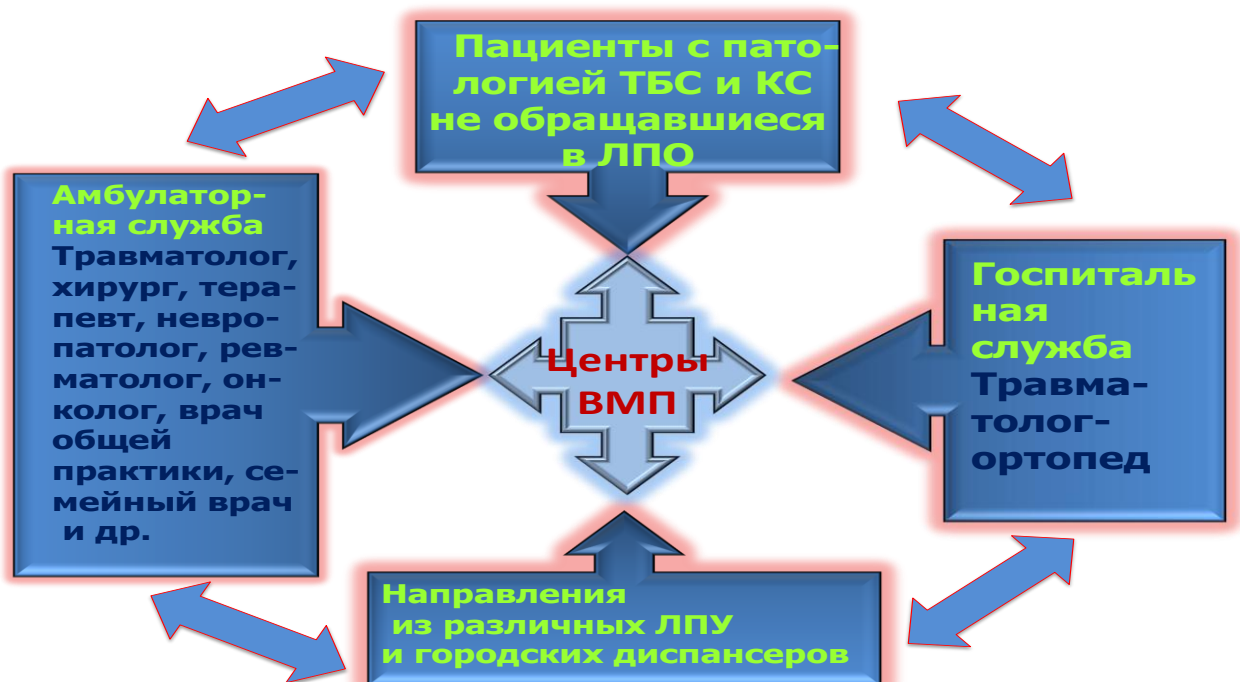 Пациенты с пато-
логией ТБС и КС
не обращавшиеся
в ЛПО
Амбулатор-
ная служба
Травматолог,
хирург, тера-
певт, невро-
патолог, рев-
матолог, он-
колог, врач
общей
практики, се-
мейный врач
и др.
Центры
ВМП
Госпиталь
ная
служба
Травма-
толог-
ортопед
Направления
из различных ЛПУ
и городских диспансеров